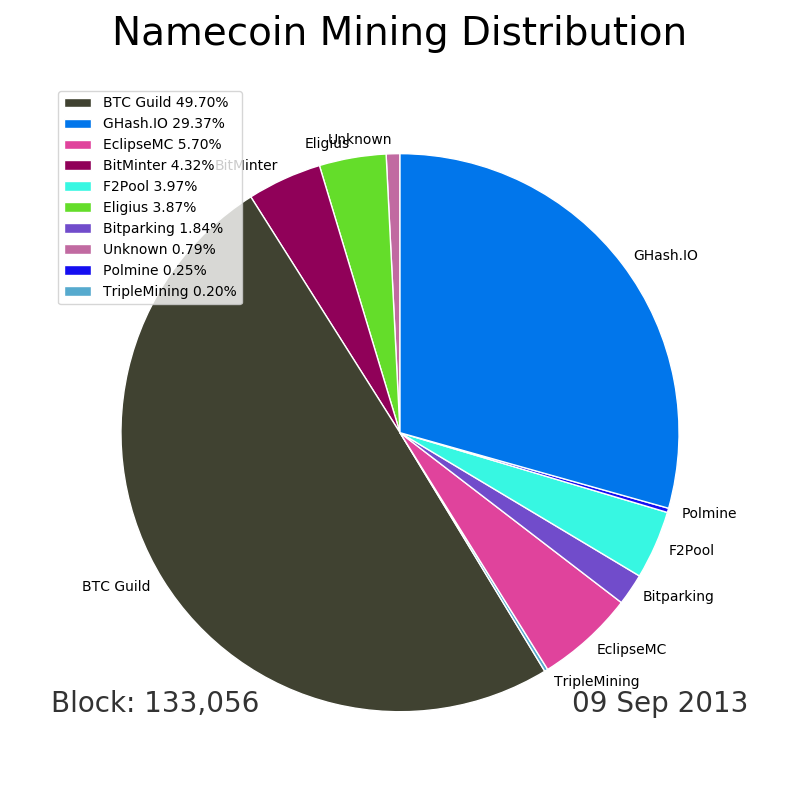 Namecoin Mining Distribution
BTC Guild 49.70%
GHash.IO 29.37%
EclipseMC 5.70%
BitMinter 4.32%
F2Pool 3.97%
Eligius 3.87%
Bitparking 1.84%
Unknown 0.79%
Polmine 0.25%
TripleMining 0.20%
Unknown
Eligius
BitMinter
GHash.IO
Polmine
F2Pool
Bitparking
BTC Guild
EclipseMC
TripleMining
Block: 133,056
09 Sep 2013